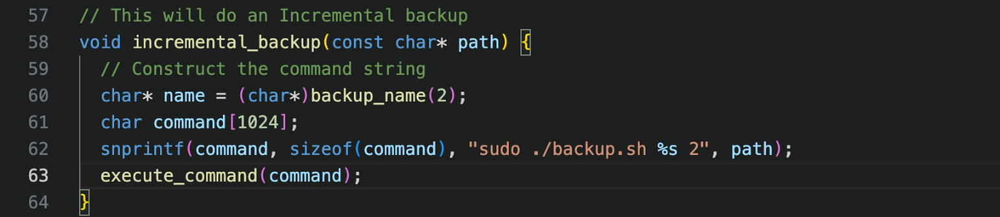 57 // This will do an Incremental backup
58 void incremental_backup(const char* path) {
59 // Construct the command string
60 char* name = (char*)backup_name(2);
61 char command[1024];
62 snprintf(command, sizeof(command), "sudo ./backup.sh %s 2", path);
63 execute_command(command);
64 }